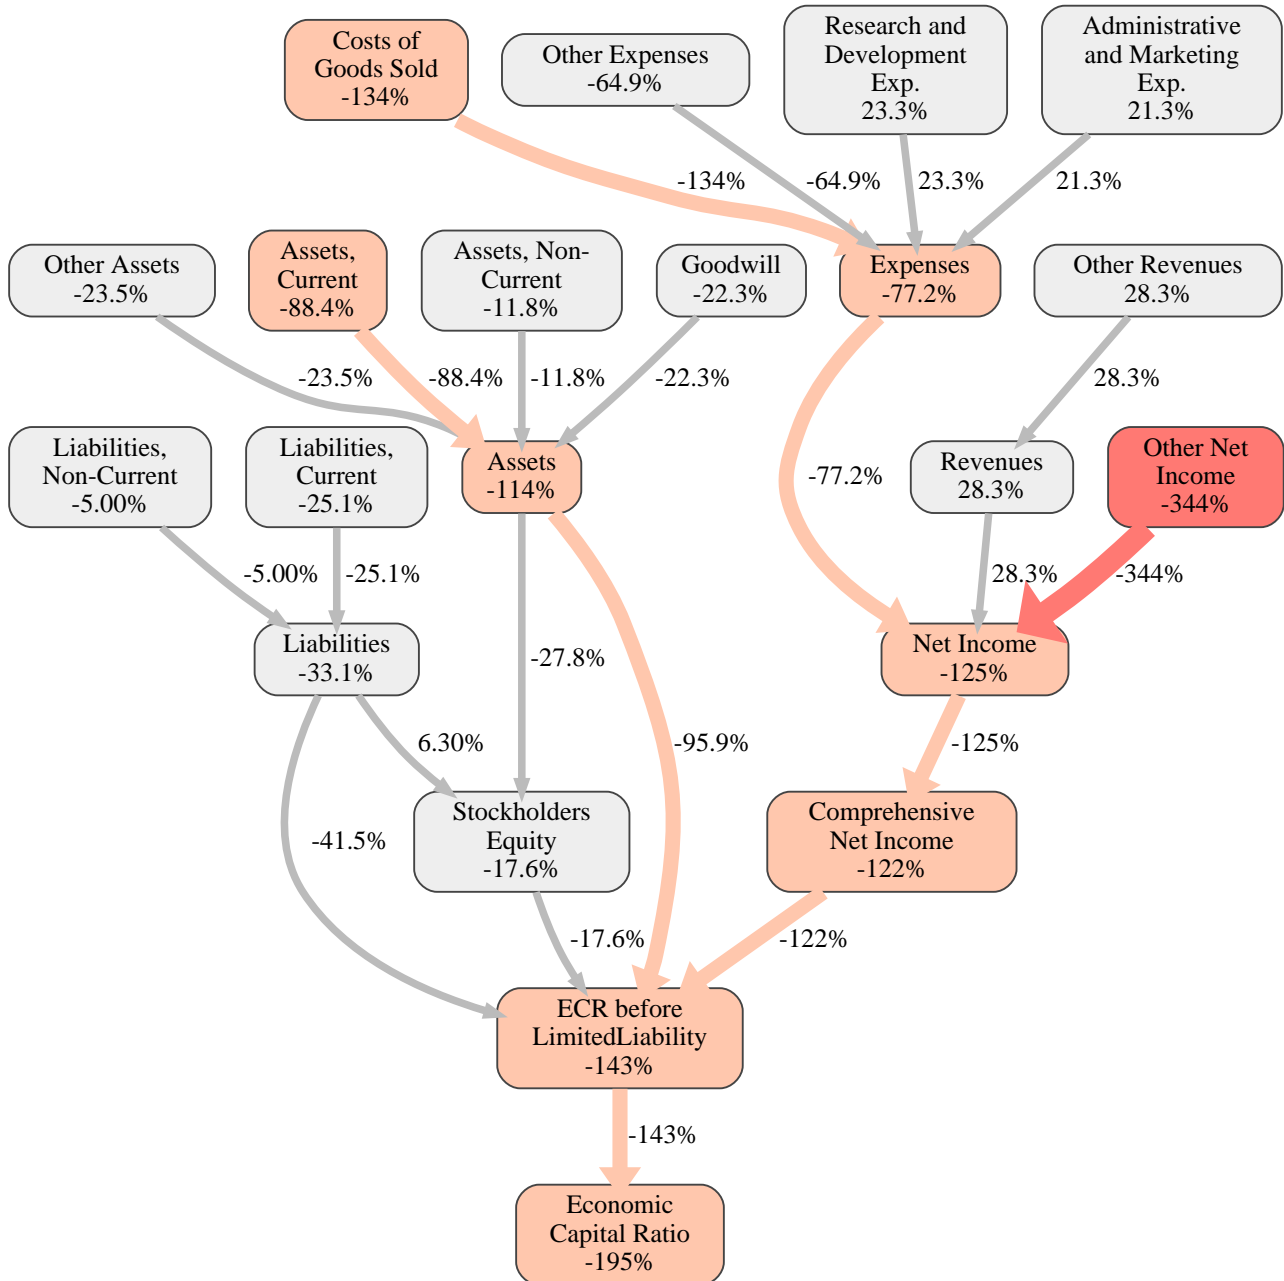 Costs of
Goods Sold
-134%
Other Expenses
-64.9%
Research and
Development
Exp.
23.3%
Administrative
and Marketing
Exp.
21.3%
-134%
-64.9%
23.3%
21.3%
Other Assets
-23.5%
Assets,
Current
-88.4%
Assets, Non-
Current
-11.8%
Goodwill
-22.3%
Expenses
-77.2%
Other Revenues
28.3%
-23.5%
-88.4%
-11.8%
-22.3%
28.3%
Liabilities,
Non-Current
-5.00%
Liabilities,
Current
-25.1%
Assets
-114%
-77.2%
Revenues
28.3%
Other Net
Income
-344%
-5.00%
-25.1%
28.3%
-344%
Liabilities
-33.1%
-27.8%
Net Income
-125%
6.30%
-95.9%
-125%
-41.5%
Stockholders
Equity
-17.6%
Comprehensive
Net Income
-122%
-17.6%
-122%
ECR before
LimitedLiability
-143%
-143%
Economic
Capital Ratio
-195%